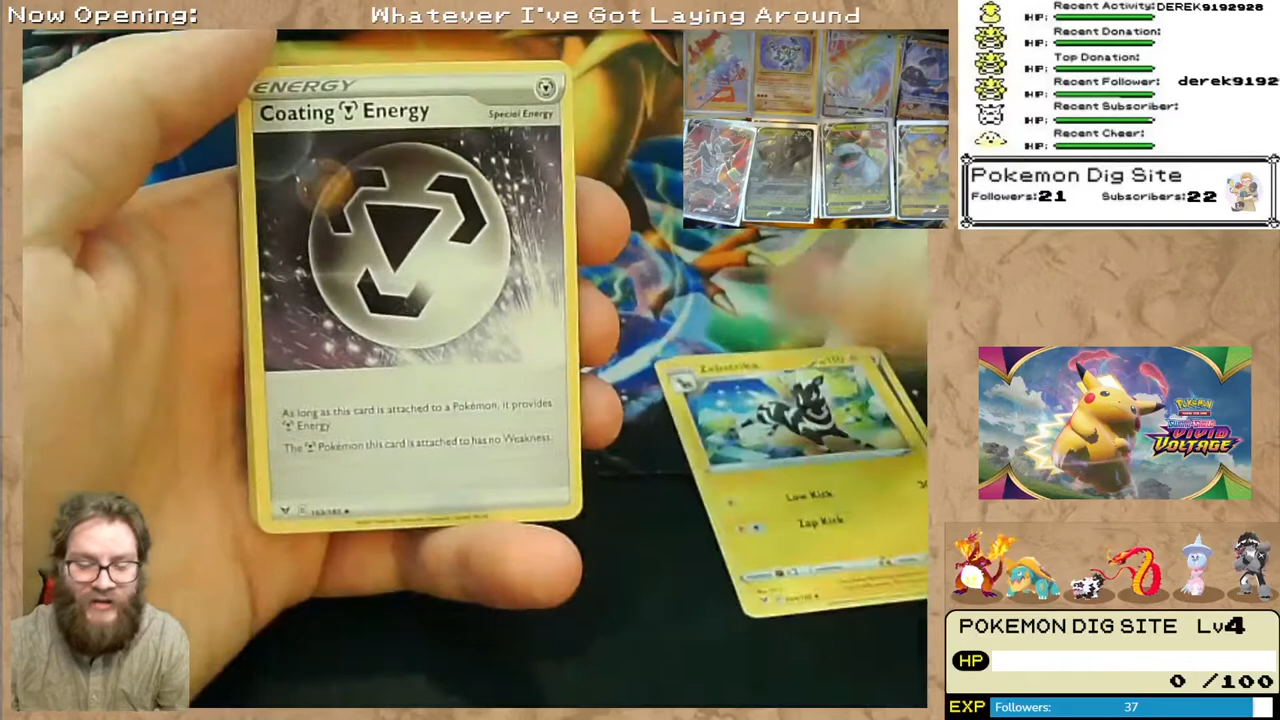 Now Opening:
Whatever I've Got Laying Around
ENERGY
Coating Energy
Special Energy
As long as this card is attached to a Pokémon, it provides
Energy
The Pokémon this card is attached to has no Weakness.
163/185
Zebstrika
Low Kick
Zap Kick
Recent Activity: DEREK9192928
HP:
Recent Donation:
HP:
Top Donation:
HP:
Recent Follower: derek9192
HP:
Recent Subscriber:
HP:
Recent Cheer:
HP:
Pokemon Dig Site
Followers: 21 Subscribers: 22
POKEMON
VIVID
VOLTAGE
POKEMON DIG SITE Lv4
HP
0 /100
EXP Followers: 37